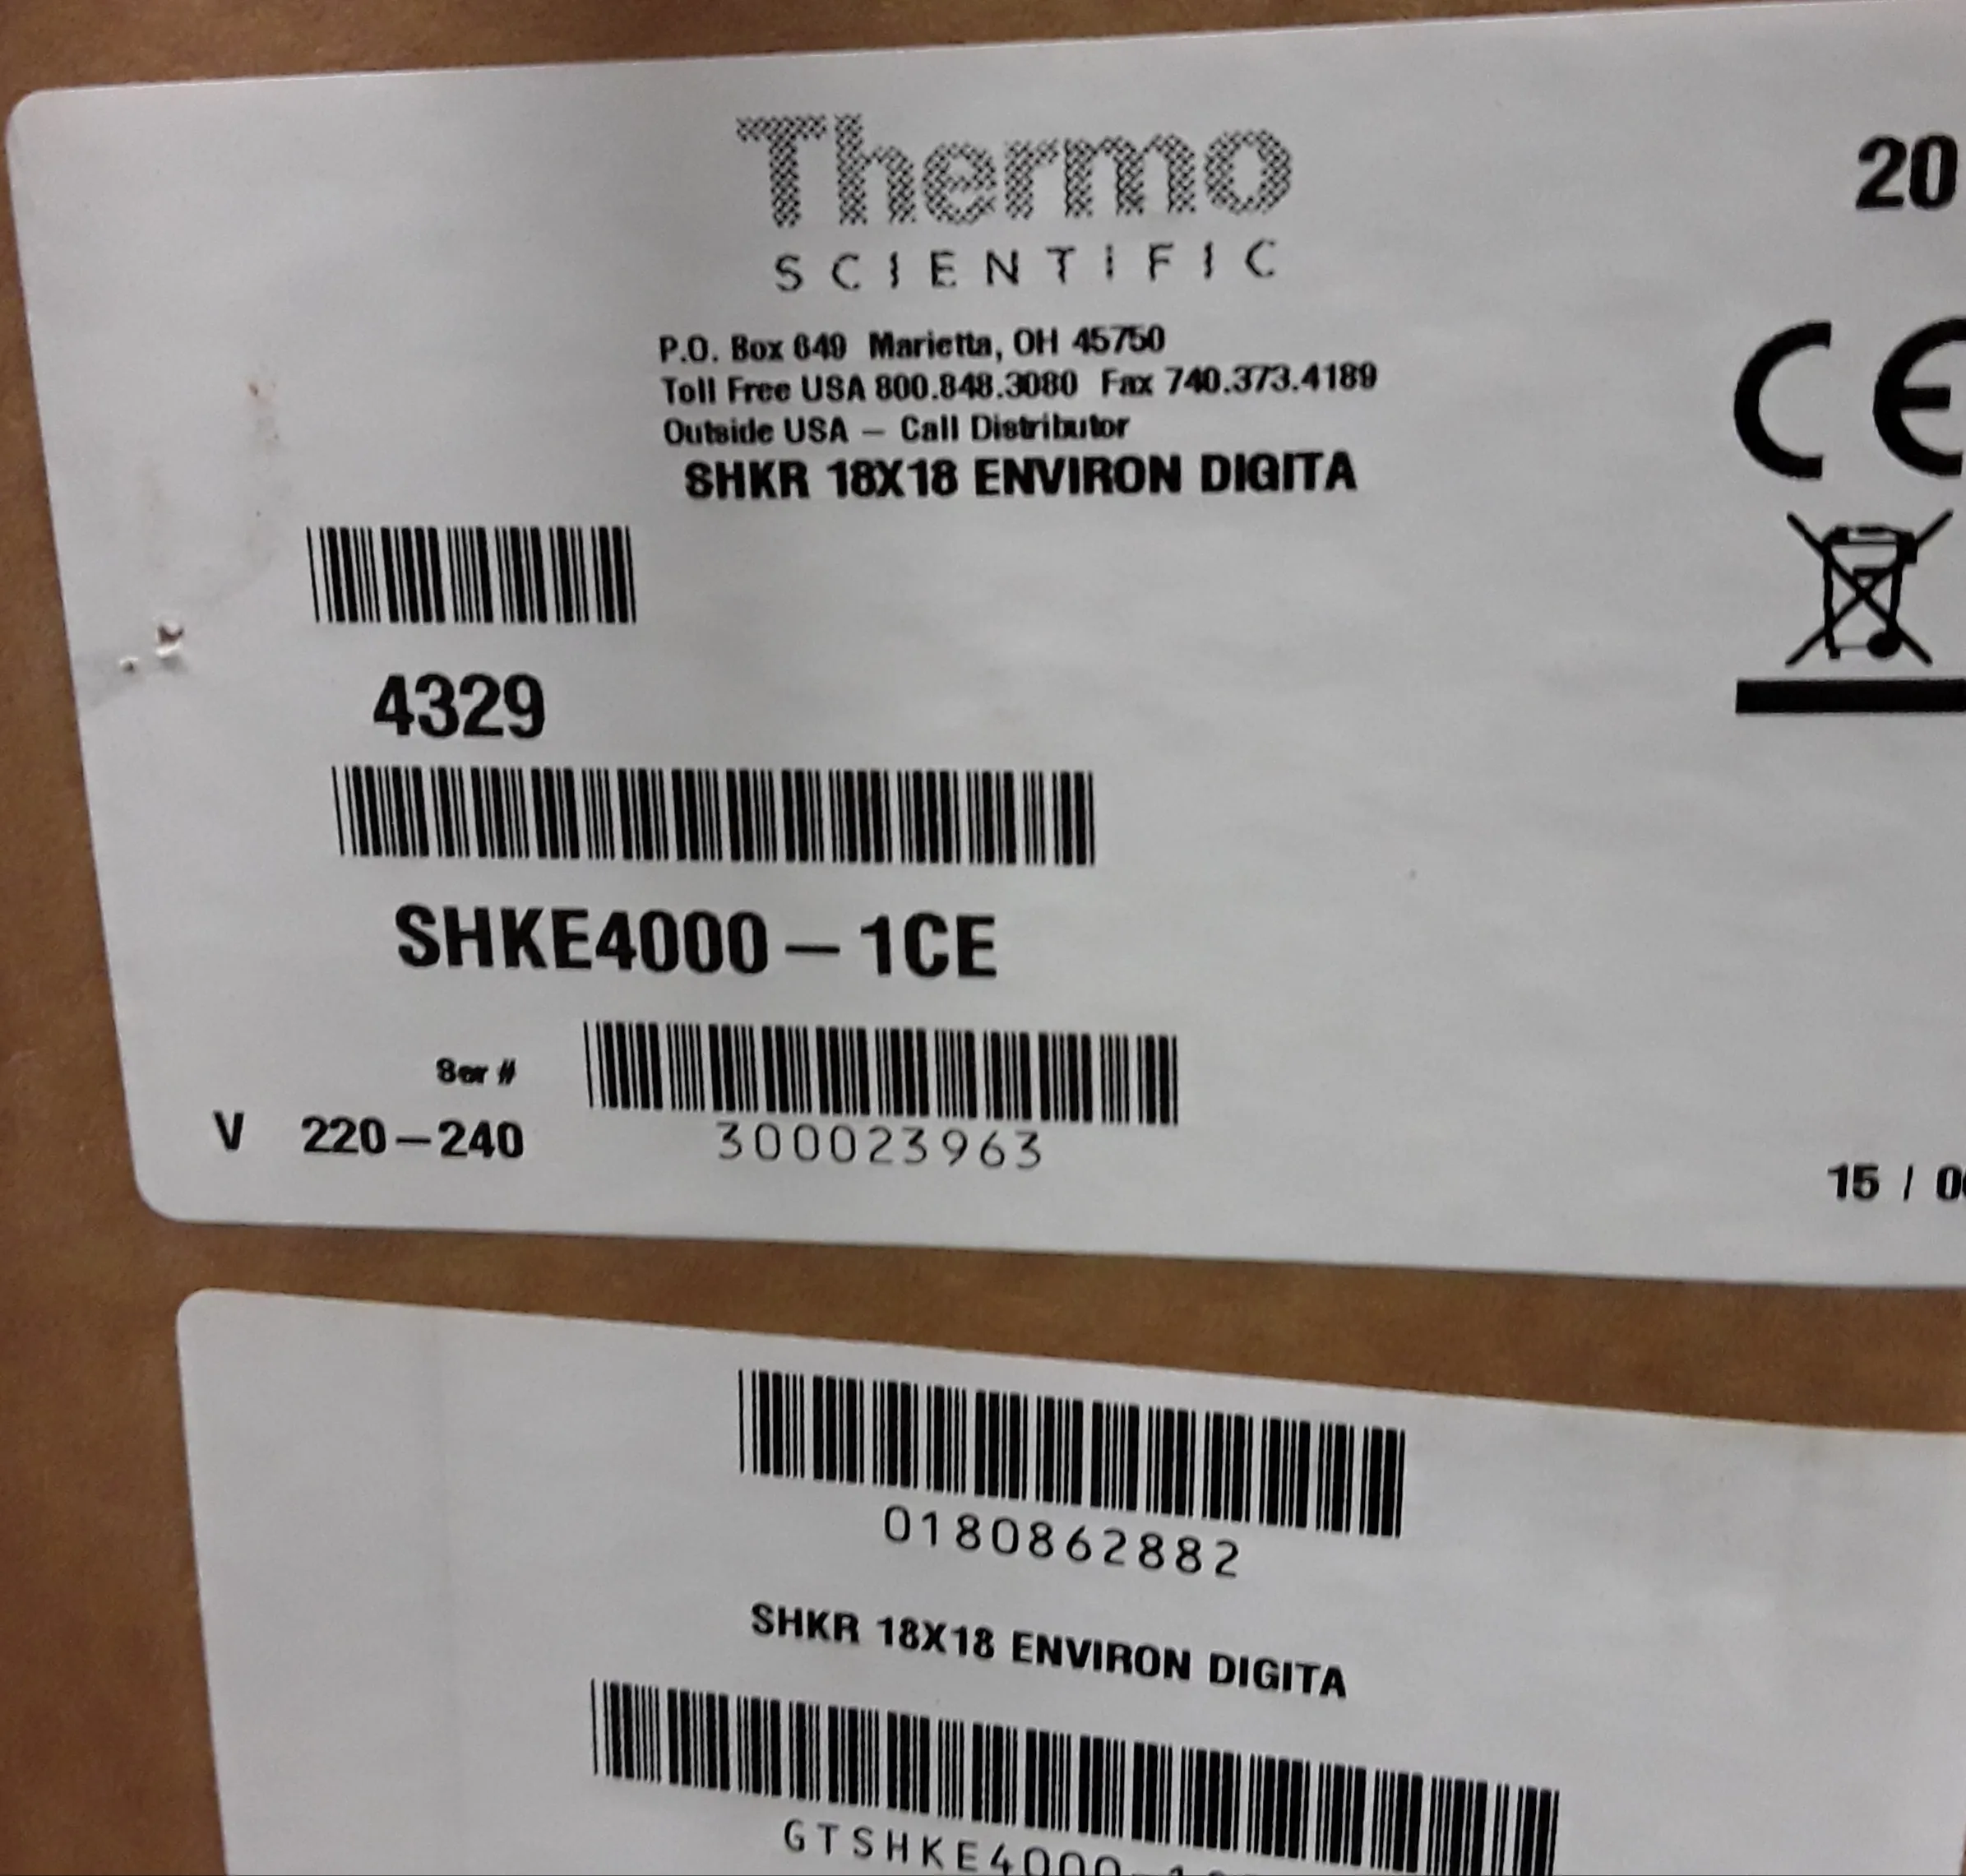 Thermo
SCIENTIFIC
20
P.O. Box 649 Marietta, OH 45750
Toll Free USA 800.848.3080 Fax 740.373.4189
Outside USA – Call Distributor
SHKR 18X18 ENVIRON DIGITA
CE
4329
SHKE4000–1CE
Ser #
300023963
V 220–240
15 /
0180862882
SHKR 18X18 ENVIRON DIGITA
GTSHKE4000